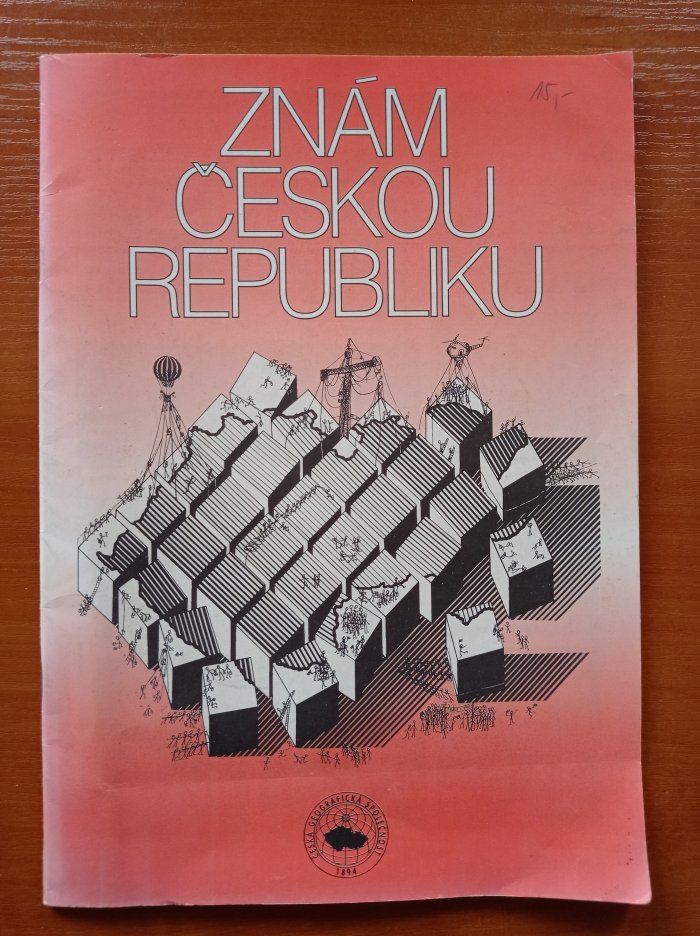 15,-
ZNÁM
ČESKOU
REPUBLIKU
ČESKÁ GEOGRAFICKÁ SPOLEČNOST
1894